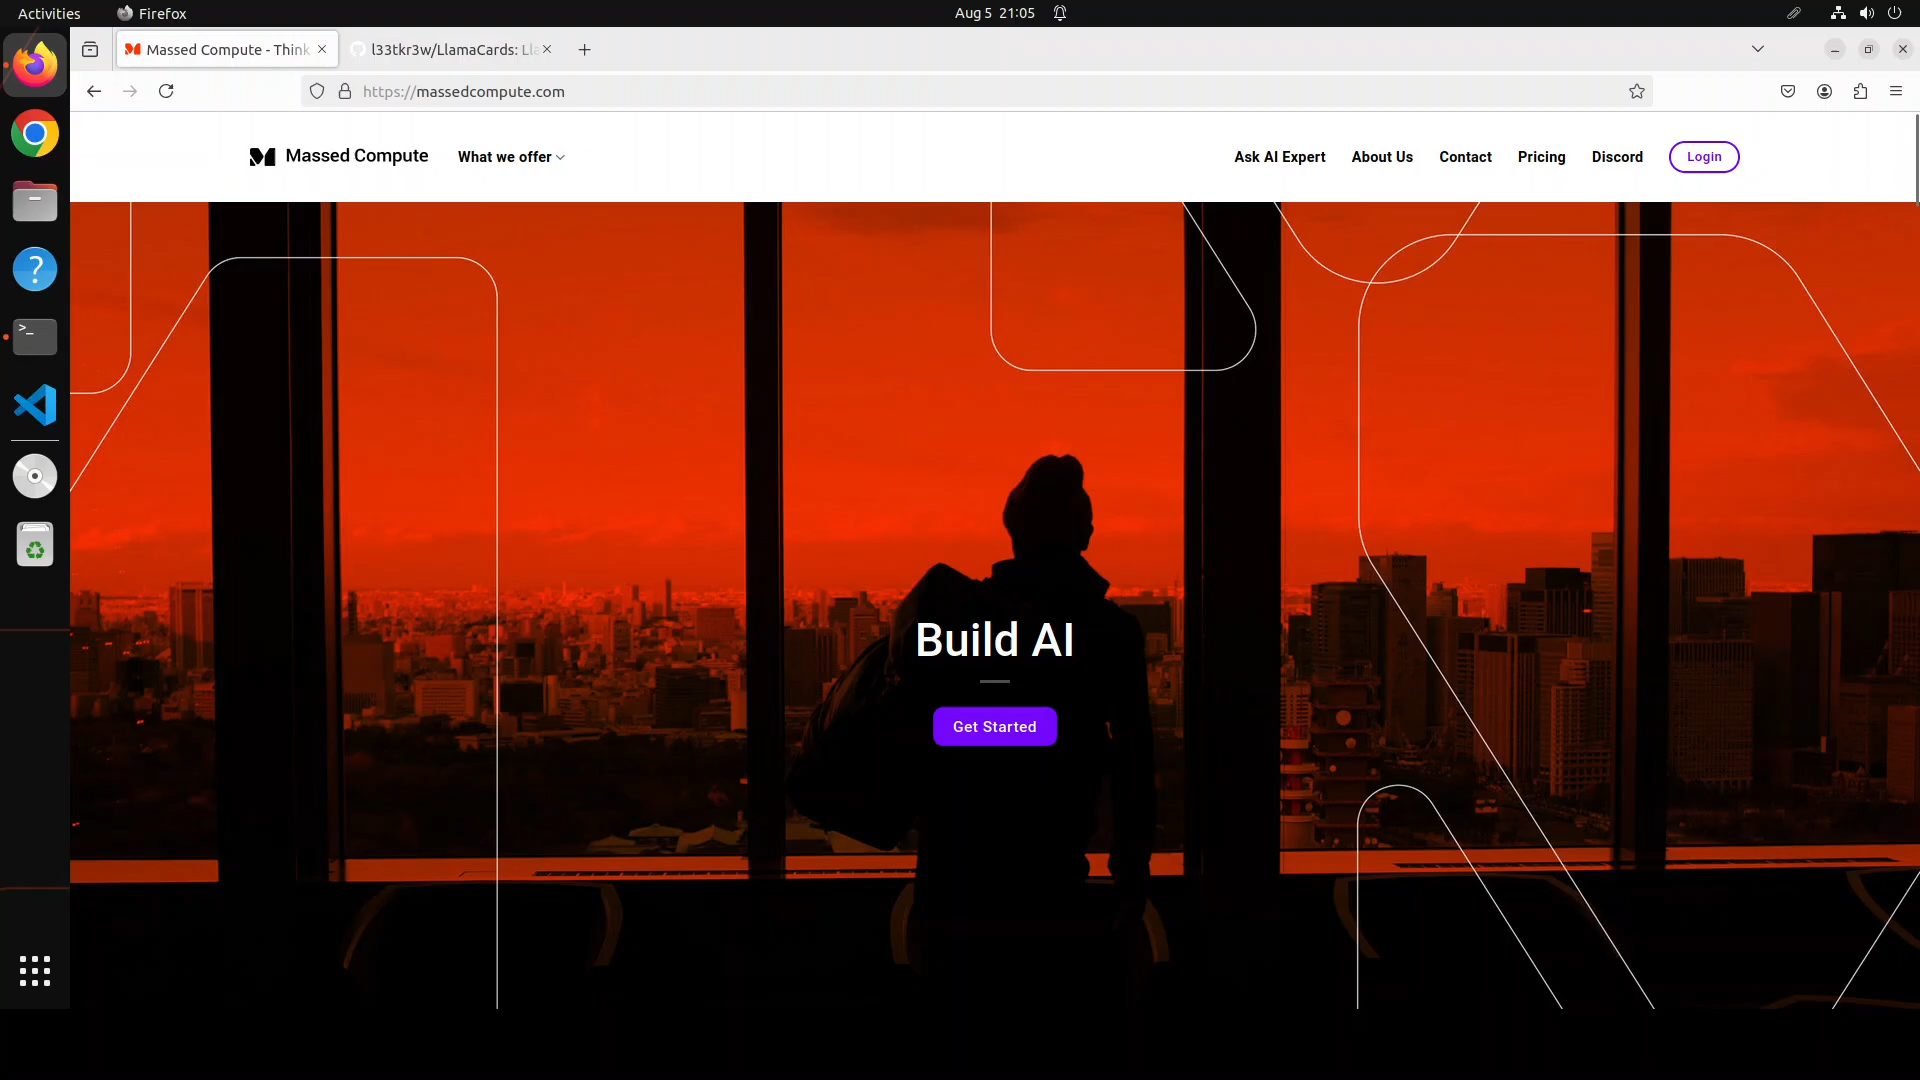 Activities
Firefox
Aug 5 21:05
Massed Compute - Think
l33tkr3w/LlamaCards: Lla
https://massedcompute.com
Massed Compute
What we offer
Ask AI Expert
About Us
Contact
Pricing
Discord
Login
Build AI
Get Started